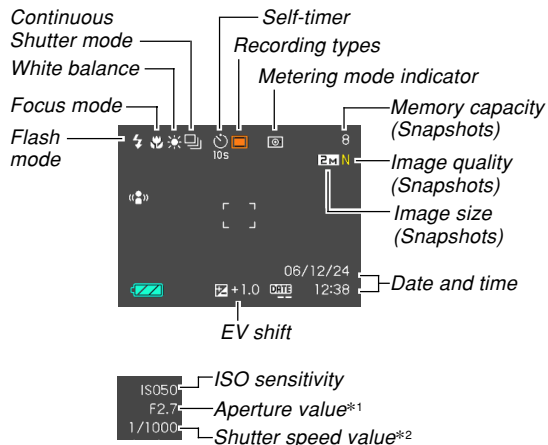 Continuous
Shutter mode
White balance
Focus mode
Flash
mode
Self-timer
Recording types
Metering mode indicator
Memory capacity
(Snapshots)
Image quality
(Snapshots)
Image size
(Snapshots)
Date and time
EV shift
10s
8
2M N
06/12/24
+1.0 DATE 12:38
ISO50
F2.7
1/1000
ISO sensitivity
Aperture value*1
Shutter speed value*2